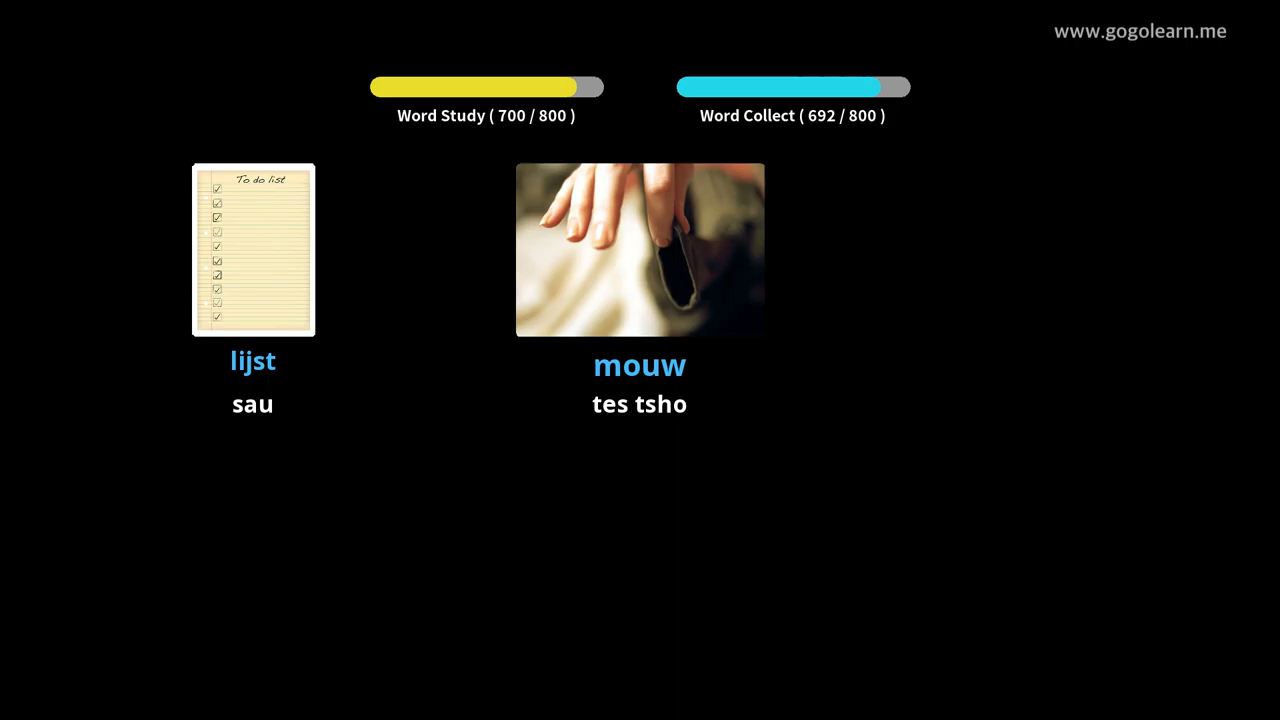 www.gogolearn.me
Word Study ( 700 / 800 )
Word Collect ( 692 / 800 )
To do list
lijst
sau
mouw
tes tsho